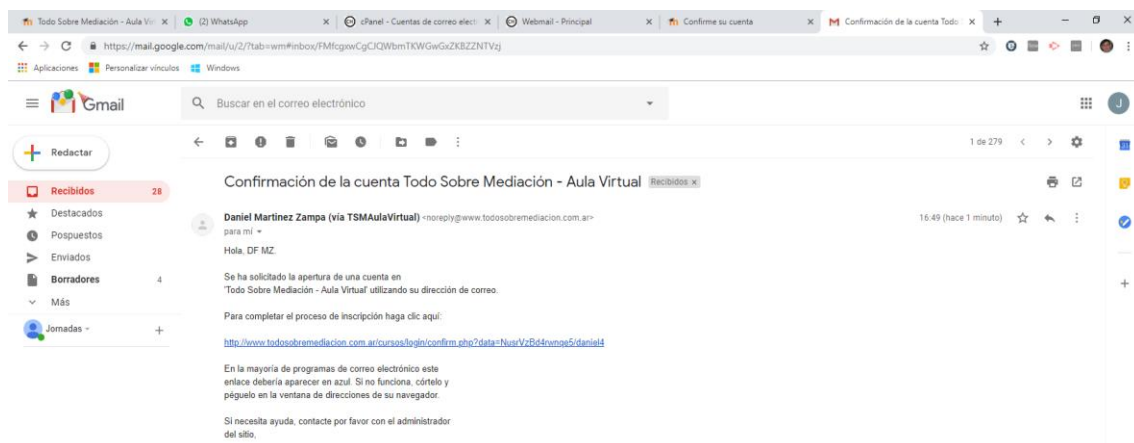 Todo Sobre Mediación - Aula Vir
(2) WhatsApp
cPanel - Cuentas de correo elect
Webmail - Principal
Confirme su cuenta
Confirmación de la cuenta Todo
https://mail.google.com/mail/u/2/?tab=wm#inbox/FMfcgxwCgCJQWbmTKWGwGxZKBZZNTVzj
Aplicaciones Personalizar vínculos Windows
Gmail
Buscar en el correo electrónico
J
Redactar
1 de 279
Recibidos 28
Destacados
Pospuestos
Enviados
Borradores 4
Más
Jornadas
Confirmación de la cuenta Todo Sobre Mediación - Aula Virtual Recibidos x
Daniel Martinez Zampa (vía TSMAulaVirtual) <noreply@www.todosobremediacion.com.ar>
16:49 (hace 1 minuto)
para mí
Hola, DF MZ.
Se ha solicitado la apertura de una cuenta en
'Todo Sobre Mediación - Aula Virtual' utilizando su dirección de correo.
Para completar el proceso de inscripción haga clic aquí:
http://www.todosobremediacion.com.ar/cursos/login/confirm.php?data=NusrVzBd4rwnqe5/daniel4
En la mayoría de programas de correo electrónico este
enlace debería aparecer en azul. Si no funciona, córtelo y
péguelo en la ventana de direcciones de su navegador.
Si necesita ayuda, contacte por favor con el administrador
del sitio,
31